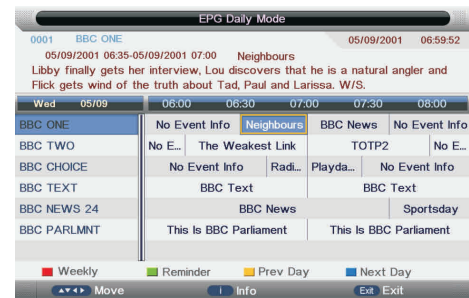 EPG Daily Mode
0001 BBC ONE 05/09/2001 06:59:52
05/09/2001 06:35-05/09/2001 07:00 Neighbours
Libby finally gets her interview, Lou discovers that he is a natural angler and
Flick gets wind of the truth about Tad, Paul and Larissa. W/S.
Wed 05/09 06:00 06:30 07:00 07:30 08:00
BBC ONE No Event Info Neighbours BBC News No Event Info
BBC TWO No E... The Weakest Link TOTP2 No E...
BBC CHOICE No Event Info Radi... Playda... No Event Info
BBC TEXT BBC Text BBC Text
BBC NEWS 24 BBC News Sportsday
BBC PARLMNT This Is BBC Parliament This Is BBC Parliament
Weekly Reminder Prev Day Next Day
Move i Info Exit Exit